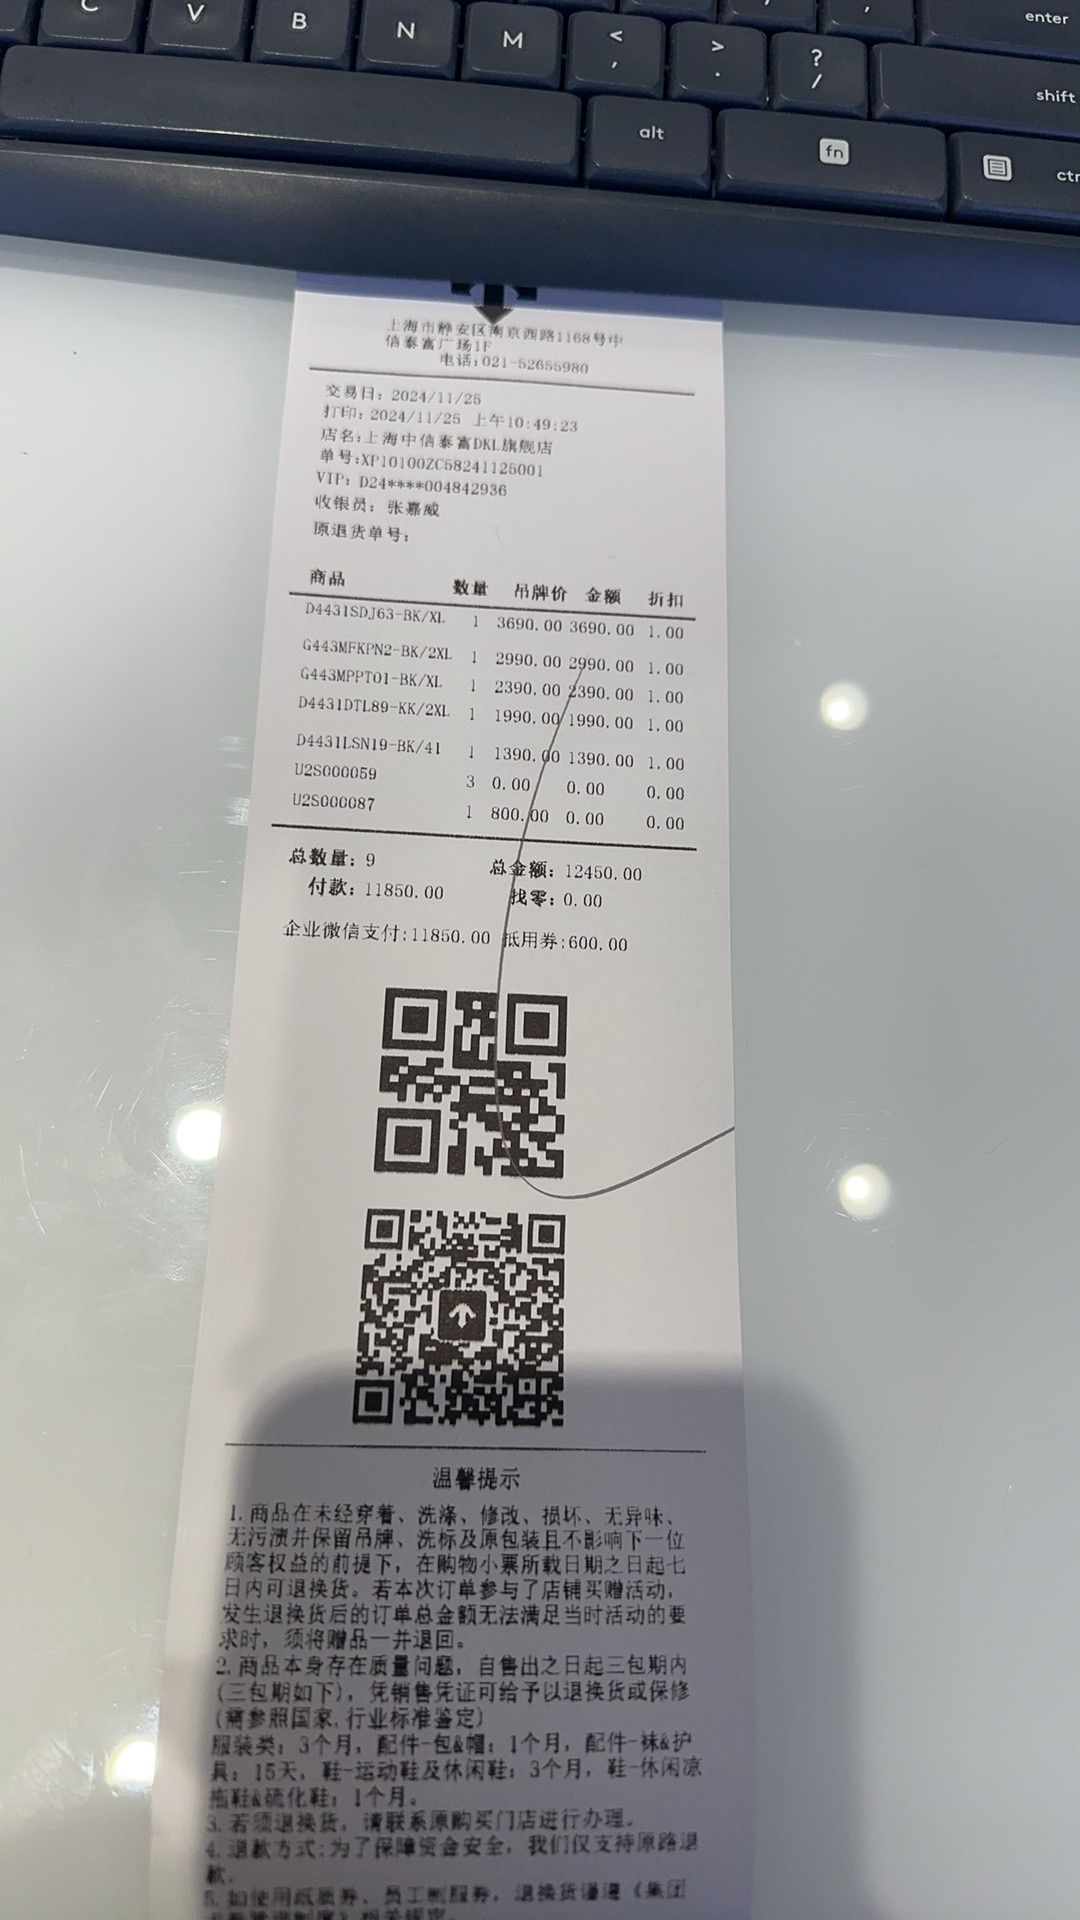 C V B N M < , > . ? / enter
shift
alt fn ctr
上海市静安区南京西路1168号中
信泰富广场1F
电话:021-52655980
交易日: 2024/11/25
打印: 2024/11/25 上午10:49:23
店名:上海中信泰富DKL旗舰店
单号:XP10100ZC58241125001
VIP: D24****004842936
收银员: 张嘉威
原退货单号:
商品 数量 吊牌价 金额 折扣
D4431SDJ63-BK/XL 1 3690.00 3690.00 1.00
G443MFKPN2-BK/2XL 1 2990.00 2990.00 1.00
G443MPPT01-BK/XL 1 2390.00 2390.00 1.00
D4431DTL89-KK/2XL 1 1990.00 1990.00 1.00
D4431LSN19-BK/41 1 1390.00 1390.00 1.00
U2S000059 3 0.00 0.00 0.00
U2S000087 1 800.00 0.00 0.00
总数量: 9 总金额: 12450.00
付款: 11850.00 找零: 0.00
企业微信支付:11850.00 抵用券:600.00
温馨提示
1.商品在未经穿着、洗涤、修改、损坏、无异味、
无污渍并保留吊牌、洗标及原包装且不影响下一位
顾客权益的前提下，在购物小票所载日期之日起七
日内可退换货。若本次订单参与了店铺买赠活动，
发生退换货后的订单总金额无法满足当时活动的要
求时，须将赠品一并退回。
2.商品本身存在质量问题，自售出之日起三包期内
(三包期如下)，凭销售凭证可给予以退换货或保修
(需参照国家,行业标准鉴定)
服装类：3个月，配件-包&帽：1个月，配件-袜&护
具：15天，鞋-运动鞋及休闲鞋：3个月，鞋-休闲凉
拖鞋&硫化鞋：1个月。
3.若须退换货，请联系原购买门店进行办理。
4.退款方式:为了保障资金安全，我们仅支持原路退
款。
5.如使用纸质券、员工制服券，退换货谨遵《集团
相关规定。